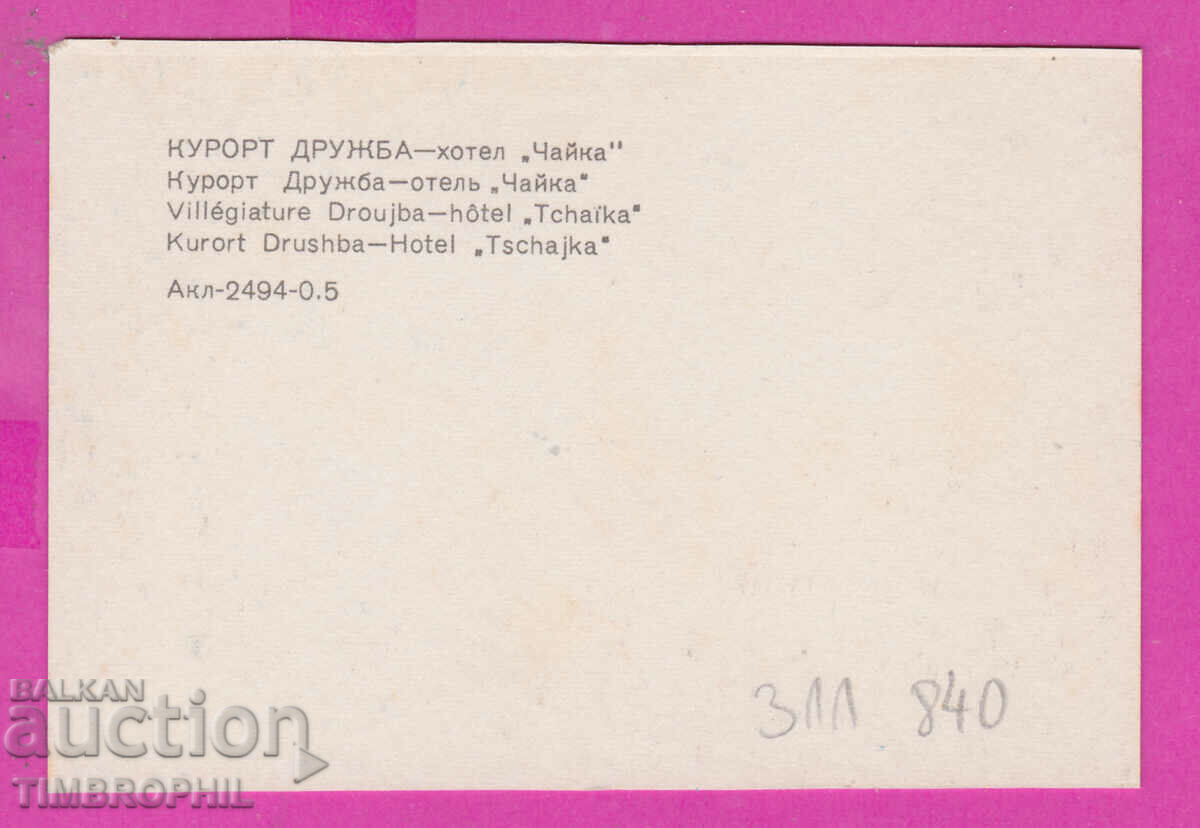 КУРОРТ ДРУЖБА—хотел „Чайка"
Курорт Дружба—отель „Чайка"
Villégiature Droujba—hôtel „Tchaïka"
Kurort Drushba—Hotel „Tschajka"
Акл-2494-0.5
311 840
BALKAN
auction
TIMBROPHIL